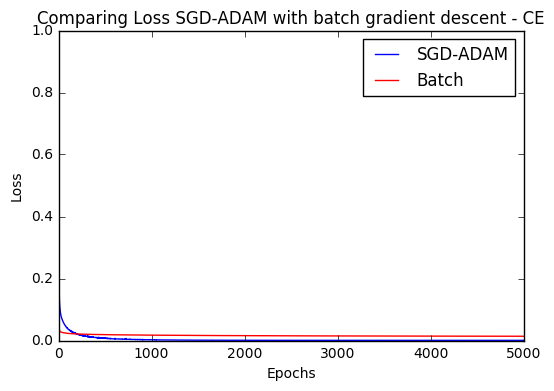 Comparing Loss SGD-ADAM with batch gradient descent - CE
1.0
SGD-ADAM
Batch
0.8
0.6
Loss
0.4
0.2
0.0
0 1000 2000 3000 4000 5000
Epochs